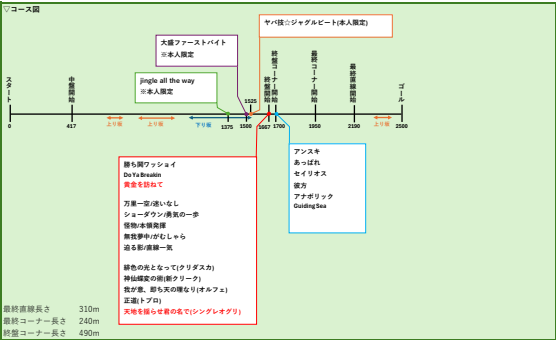 ▽コース図
ヤバ技☆ジャグルビート(本人限定)
大盛ファーストバイト
※本人限定
jingle all the way
※本人限定
スタート
中盤開始
終盤開始
終盤コーナー開始
最終コーナー開始
最終直線開始
ゴール
1525
0
417
上り坂
上り坂
下り坂
1375
1500
1667
1700
1950
2190
上り坂
2500
勝ち鬨ワッショイ
Do Ya Breakin
黄金を訪ねて
万里一空/迷いなし
ショーダウン/勇気の一歩
怪物/本領発揮
無我夢中/がむしゃら
迫る影/直線一気
緋色の光となって(クリダスカ)
神仙蝶変の術(新クリーク)
我が意、即ち天の理なり(オルフェ)
正道(トプロ)
天地を揺らせ君の名で(シングレオグリ)
アンスキ
あっぱれ
セイリオス
彼方
アナボリック
Guiding Sea
最終直線長さ 310m
最終コーナー長さ 240m
終盤コーナー長さ 490m